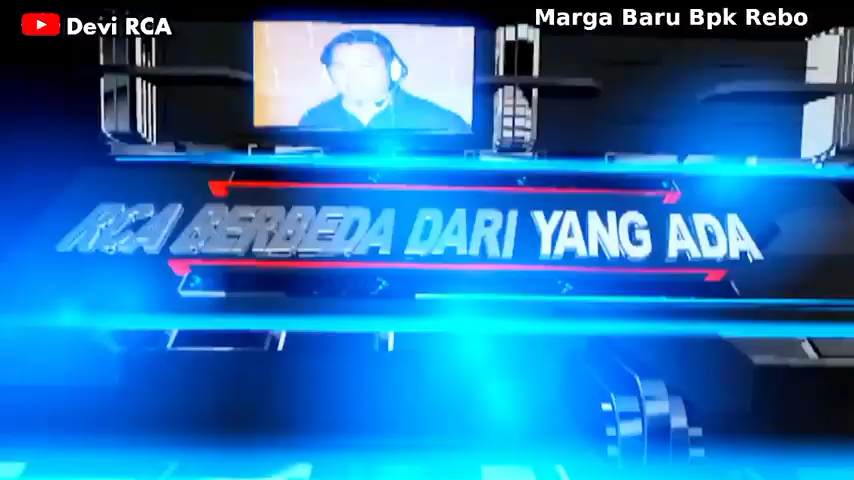 Devi RCA
Marga Baru Bpk Rebo
RCA BERBEDA DARI YANG ADA